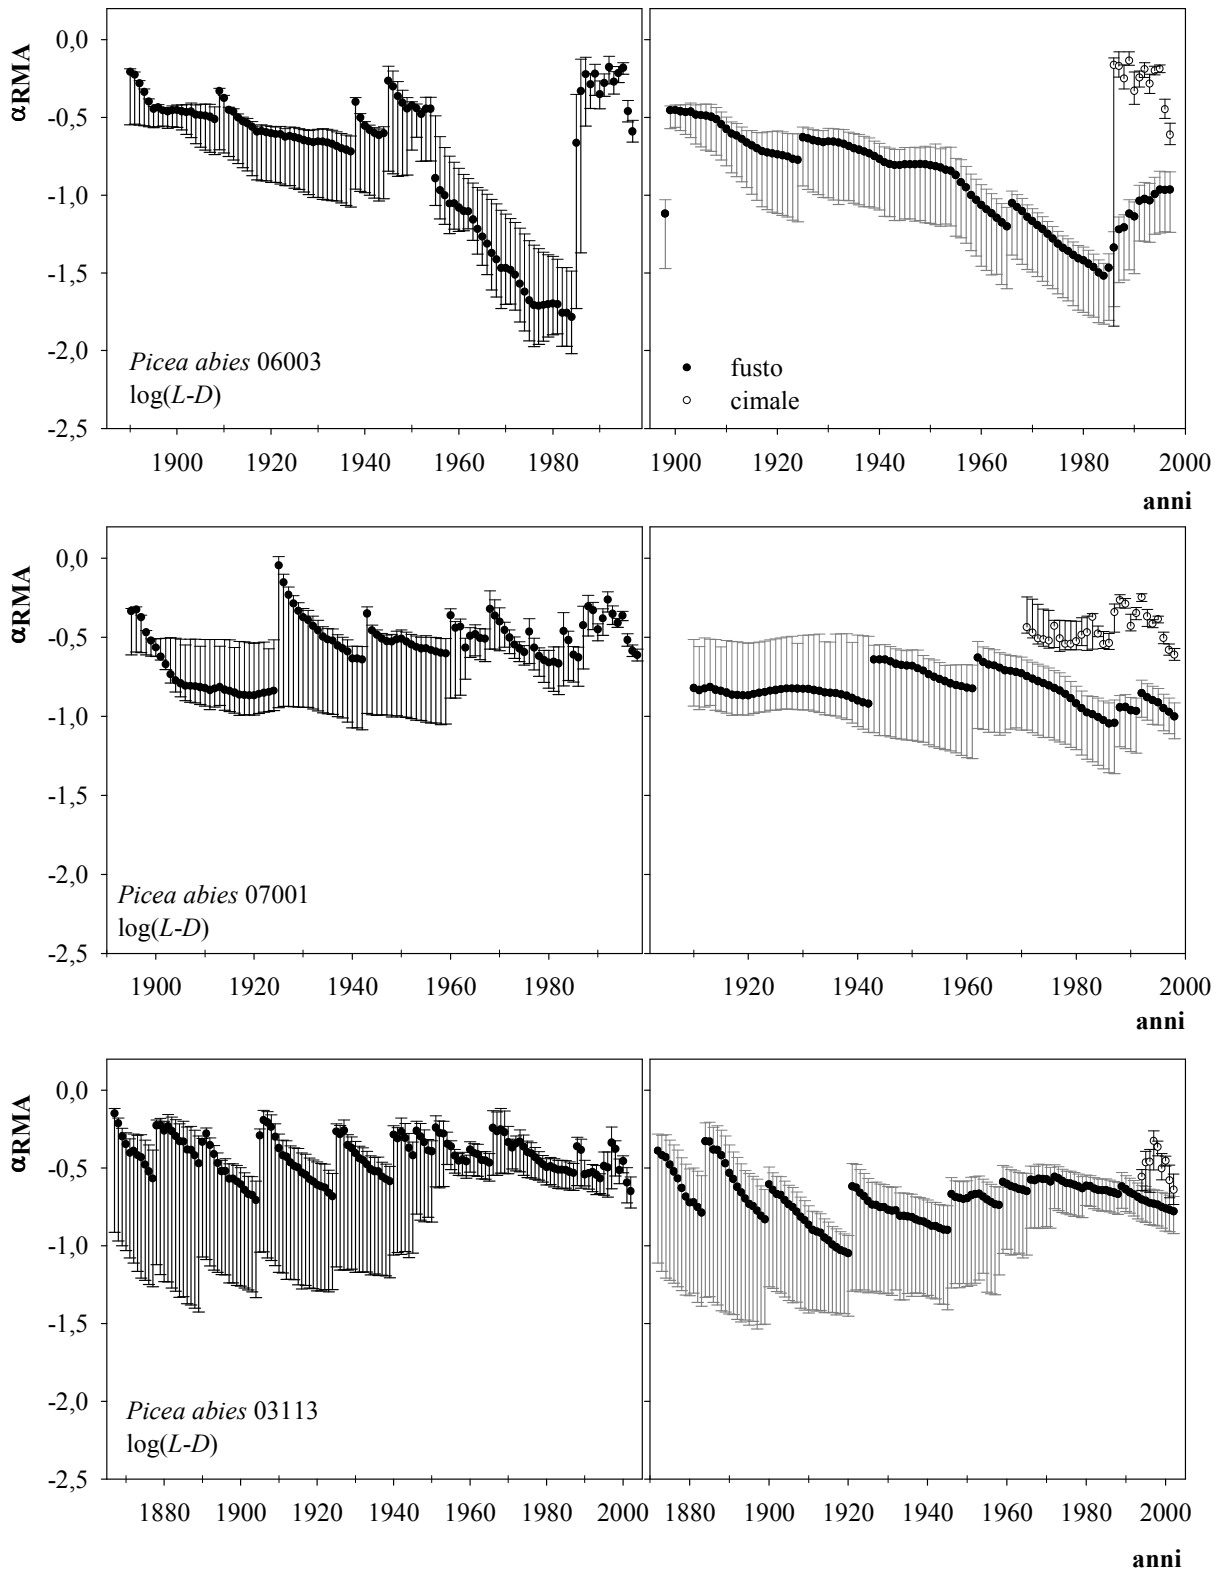 αRMA
0,0
-0,5
-1,0
-1,5
-2,0
-2,5
Picea abies 06003
log(L-D)
fusto
cimale
1900 1920 1940 1960 1980
1900 1920 1940 1960 1980 2000
anni
αRMA
0,0
-0,5
-1,0
-1,5
-2,0
-2,5
Picea abies 07001
log(L-D)
1900 1920 1940 1960 1980
1920 1940 1960 1980 2000
anni
αRMA
0,0
-0,5
-1,0
-1,5
-2,0
-2,5
Picea abies 03113
log(L-D)
1880 1900 1920 1940 1960 1980 2000
1880 1900 1920 1940 1960 1980 2000
anni